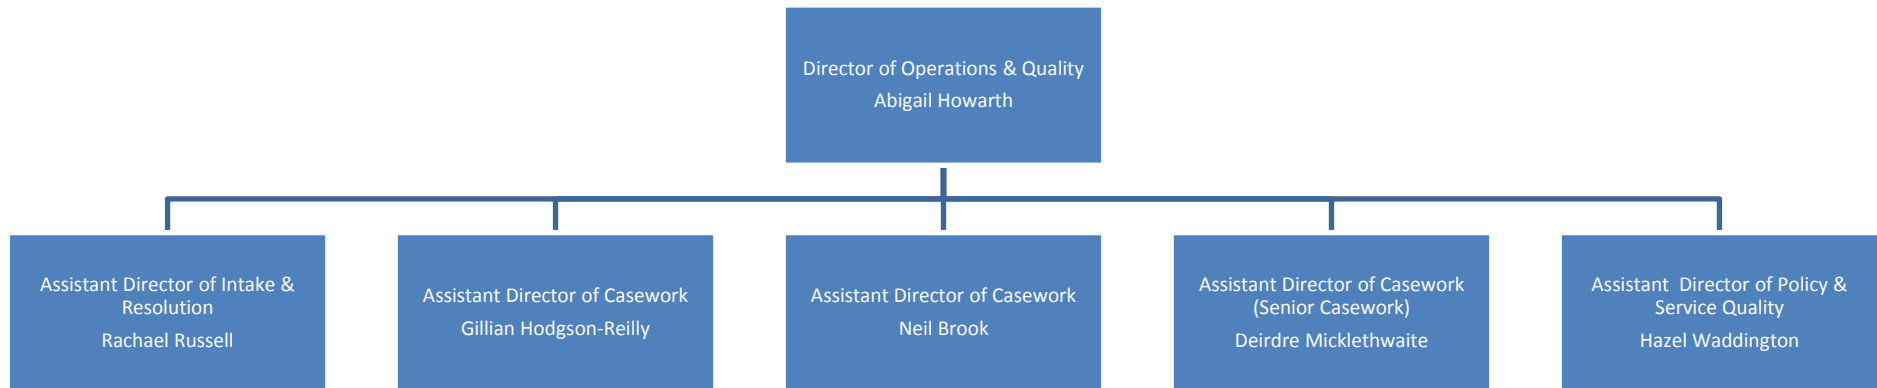 Director of Operations & Quality
Abigail Howarth
Assistant Director of Intake &
Resolution
Rachael Russell
Assistant Director of Casework
Gillian Hodgson-Reilly
Assistant Director of Casework
Neil Brook
Assistant Director of Casework
(Senior Casework)
Deirdre Micklethwaite
Assistant  Director of Policy &
Service Quality
Hazel Waddington